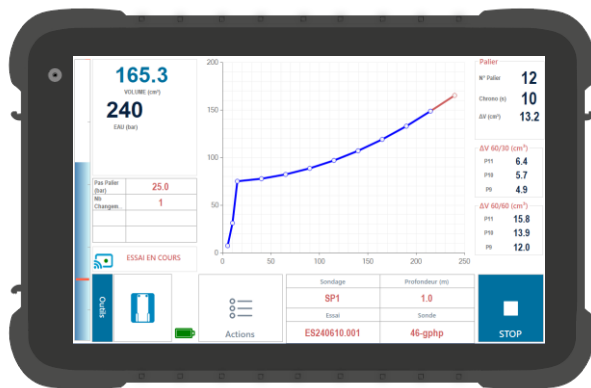 165.3
VOLUME (cm³)
240
EAU (bar)
Pas Palier (bar)
25.0
Nb Changem...
1
ESSAI EN COURS
200
150
100
50
0
0
50
100
150
200
250
Palier
N° Palier
12
Chrono (s)
10
ΔV (cm³)
13.2
ΔV 60/30 (cm³)
P11
6.4
P10
5.7
P9
4.9
ΔV 60/60 (cm³)
P11
15.8
P10
13.9
P9
12.0
Outils
Actions
Sondage
Profondeur (m)
SP1
1.0
Essai
Sonde
ES240610.001
46-gphp
STOP